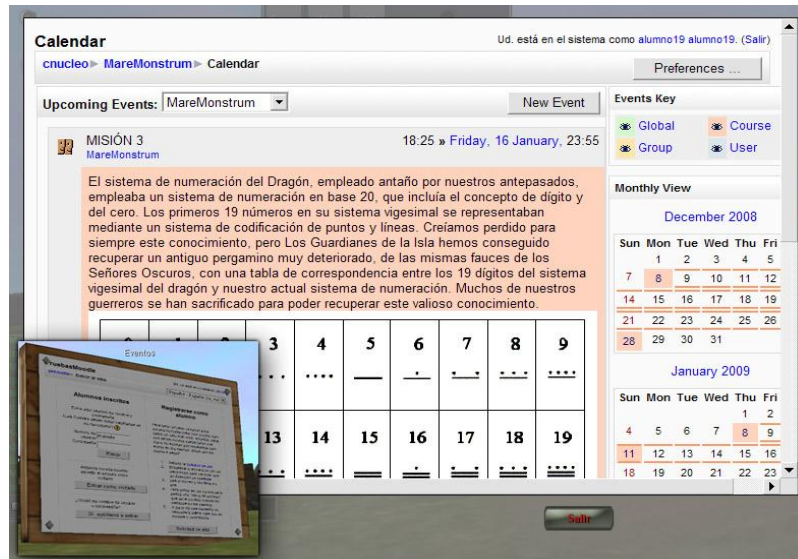 Calendar
Ud. está en el sistema como alumno19 alumno19. (Salir)
cnucleo MareMonstrum Calendar
Preferences ...
Upcoming Events: MareMonstrum
New Event
MISIÓN 3
18:25 » Friday, 16 January, 23:55
MareMonstrum
El sistema de numeración del Dragón, empleado antaño por nuestros antepasados,
empleaba un sistema de numeración en base 20, que incluía el concepto de dígito y
del cero. Los primeros 19 números en su sistema vigesimal se representaban
mediante un sistema de codificación de puntos y líneas. Creíamos perdido para
siempre este conocimiento, pero Los Guardianes de la Isla hemos conseguido
recuperar un antiguo pergamino muy deteriorado, de las mismas fauces de los
Señores Oscuros, con una tabla de correspondencia entre los 19 dígitos del sistema
vigesimal del dragón y nuestro actual sistema de numeración. Muchos de nuestros
guerreros se han sacrificado para poder recuperar este valioso conocimiento.
3 4 5 6 7 8 9
13 14 15 16 17 18 19
Events Key
Global Course
Group User
Monthly View
December 2008
Sun Mon Tue Wed Thu Fri
1 2 3 4 5
7 8 9 10 11 12
14 15 16 17 18 19
21 22 23 24 25 26
28 29 30 31
January 2009
Sun Mon Tue Wed Thu Fri
1 2
4 5 6 7 8 9
11 12 13 14 15 16
18 19 20 21 22 23
Eventos
PruebasMoodle
Alumnos inscritos
Registrarse como
alumno
Entrar como invitado
Salir